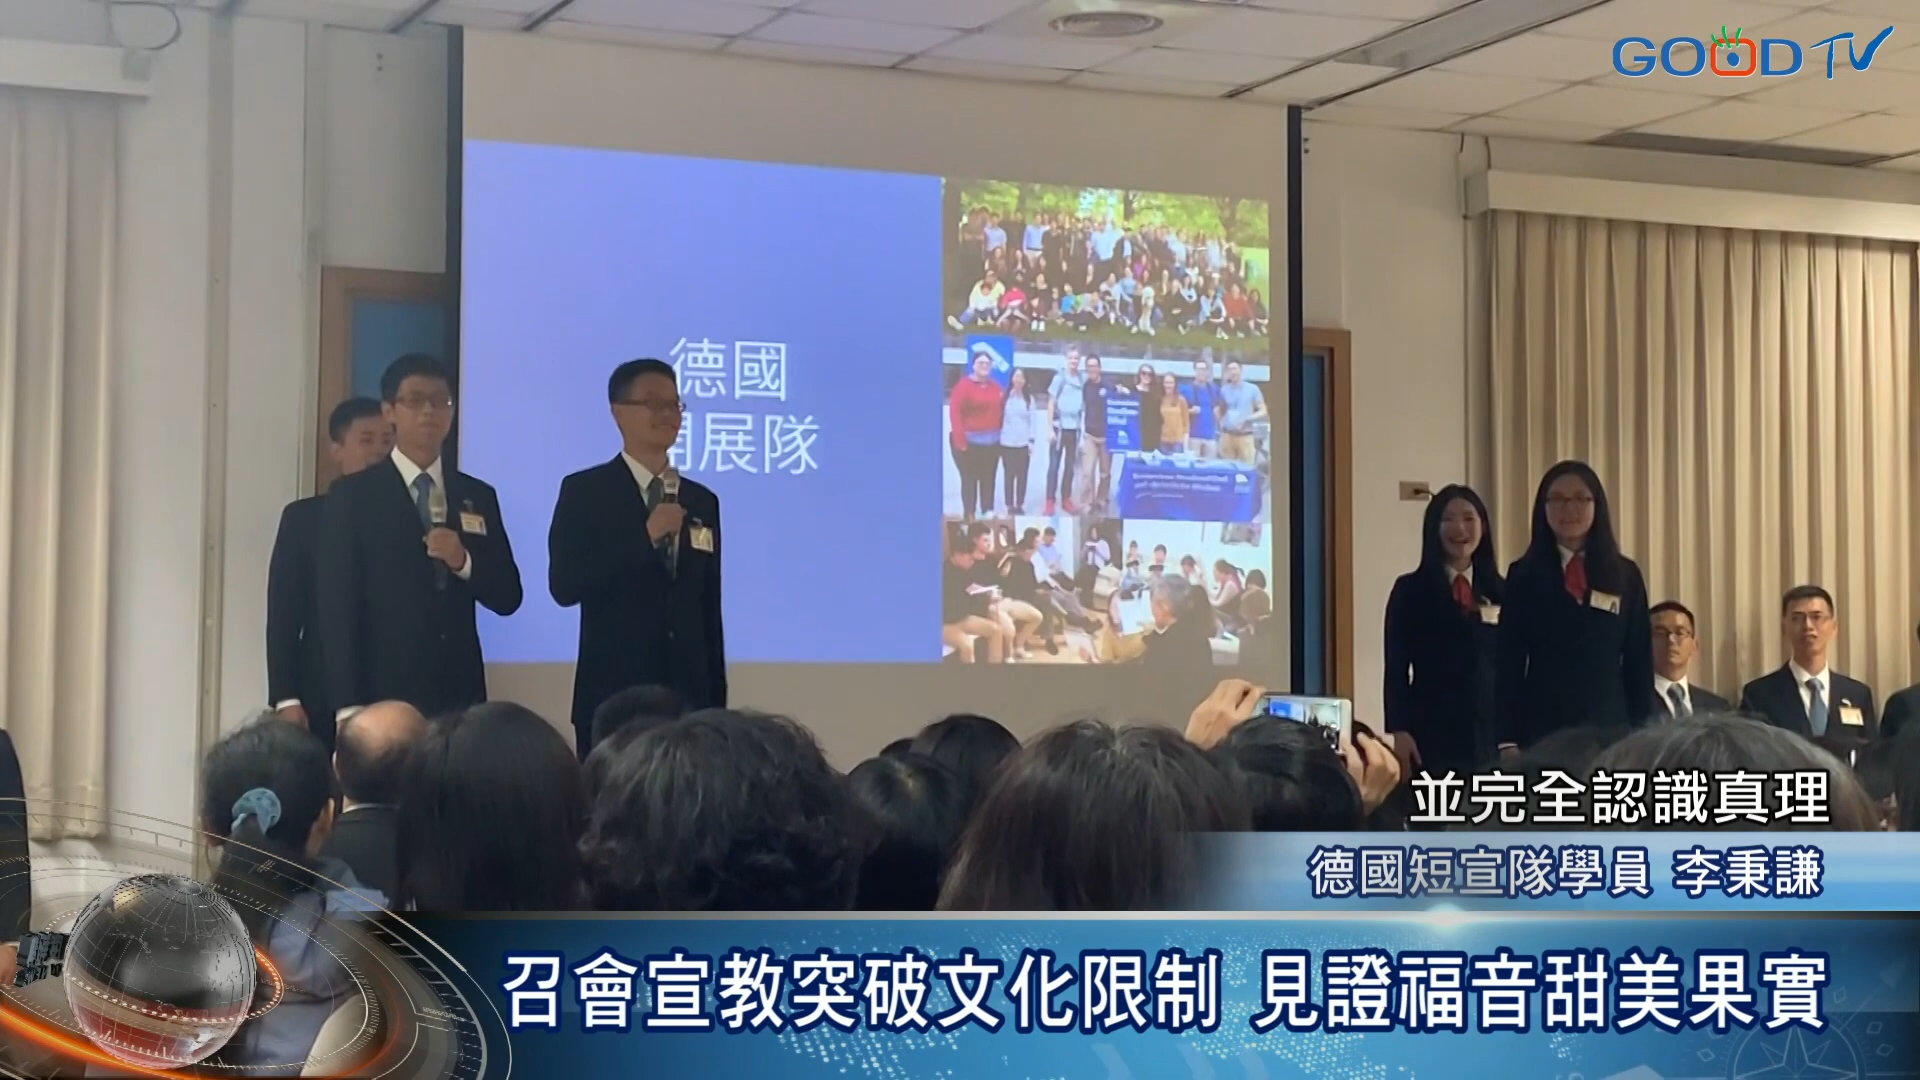 GOOD TV
德國
開展隊
並完全認識真理
德國短宣隊學員 李秉謙
召會宣教突破文化限制 見證福音甜美果實